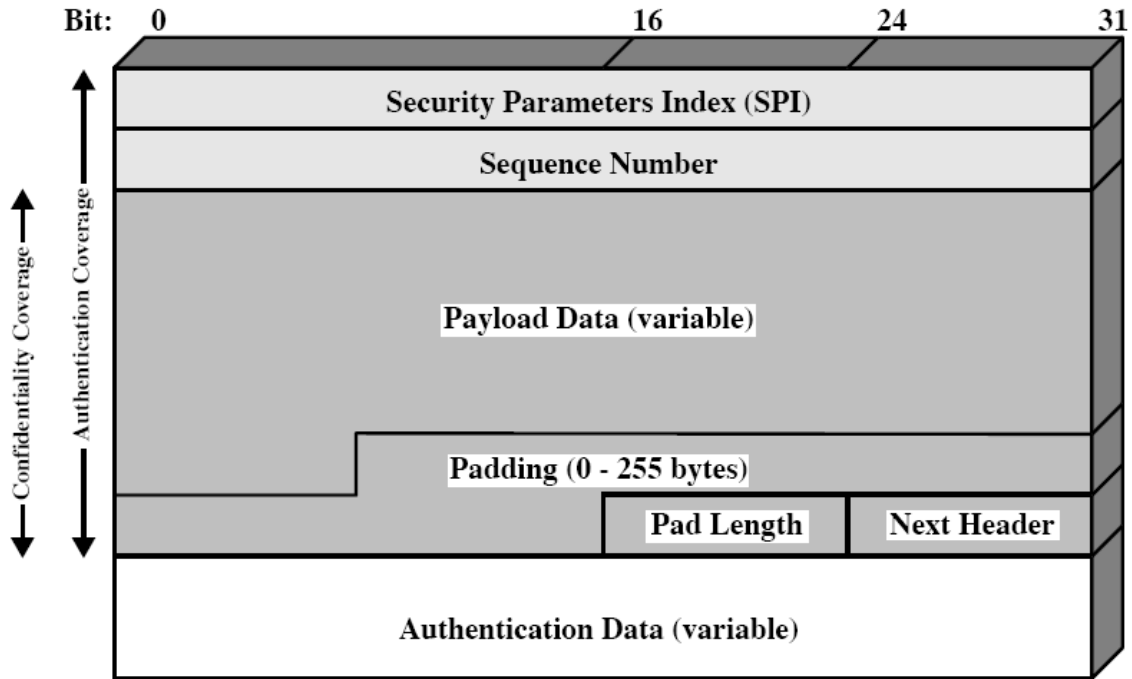 Bit: 0 16 24 31
Security Parameters Index (SPI)
Sequence Number
Confidentiality Coverage
Authentication Coverage
Payload Data (variable)
Padding (0 - 255 bytes)
Pad Length Next Header
Authentication Data (variable)